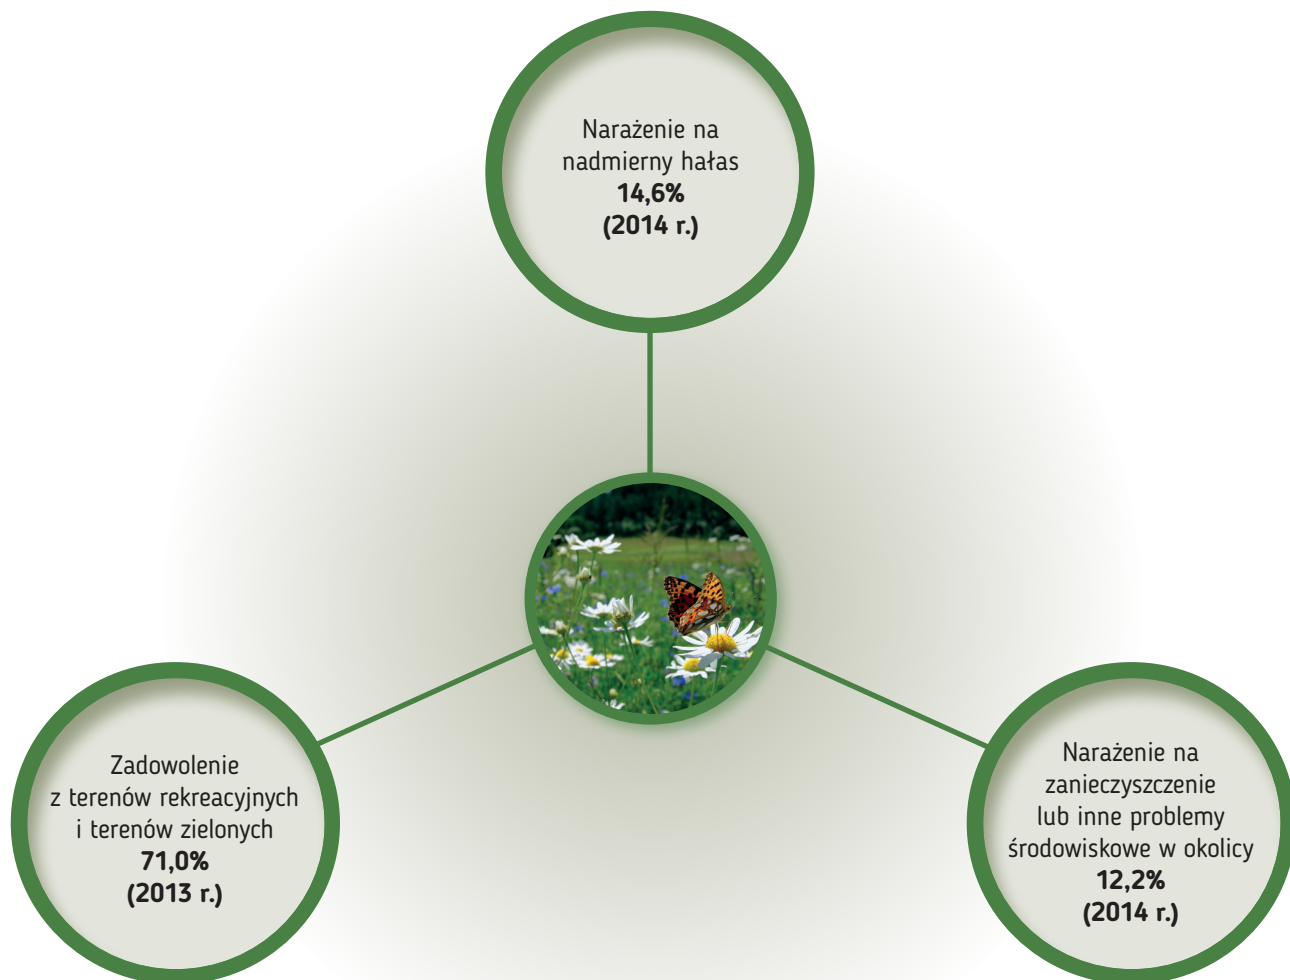 Narażenie na
nadmierny hałas
14,6%
(2014 r.)
Zadowolenie
z terenów rekreacyjnych
i terenów zielonych
71,0%
(2013 r.)
Narażenie na
zanieczyszczenie
lub inne problemy
środowiskowe w okolicy
12,2%
(2014 r.)